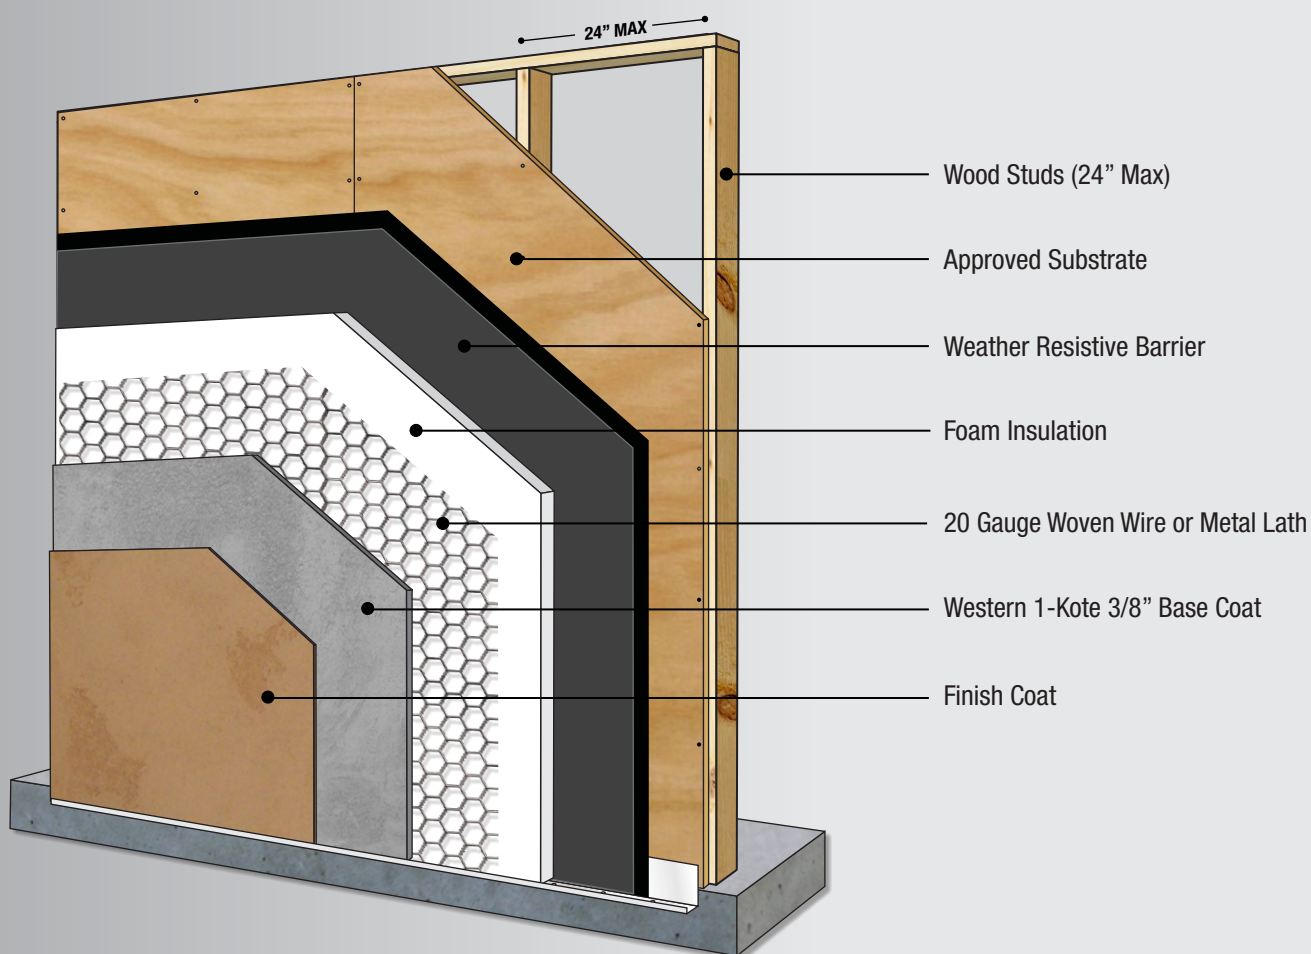 24” MAX
Wood Studs (24” Max)
Approved Substrate
Weather Resistive Barrier
Foam Insulation
20 Gauge Woven Wire or Metal Lath
Western 1-Kote 3/8” Base Coat
Finish Coat